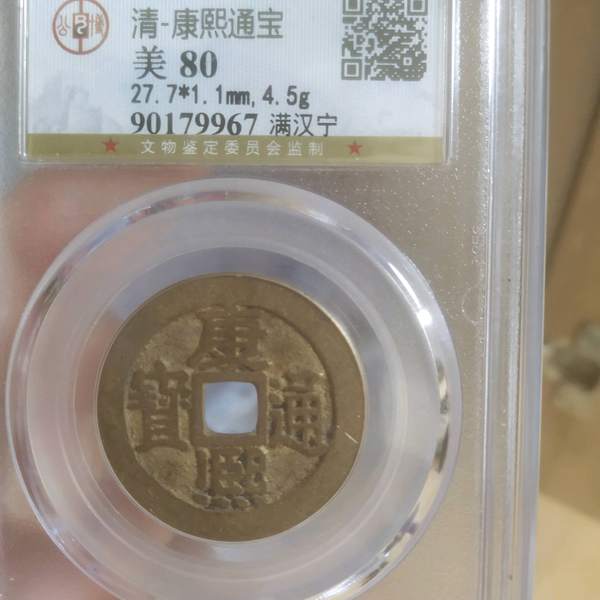 清-康熙通宝
美 80
27.7*1.1mm,4.5g
90179967 满汉宁
★ 文物鉴定委员会监制 ★
康
寶 通
熙